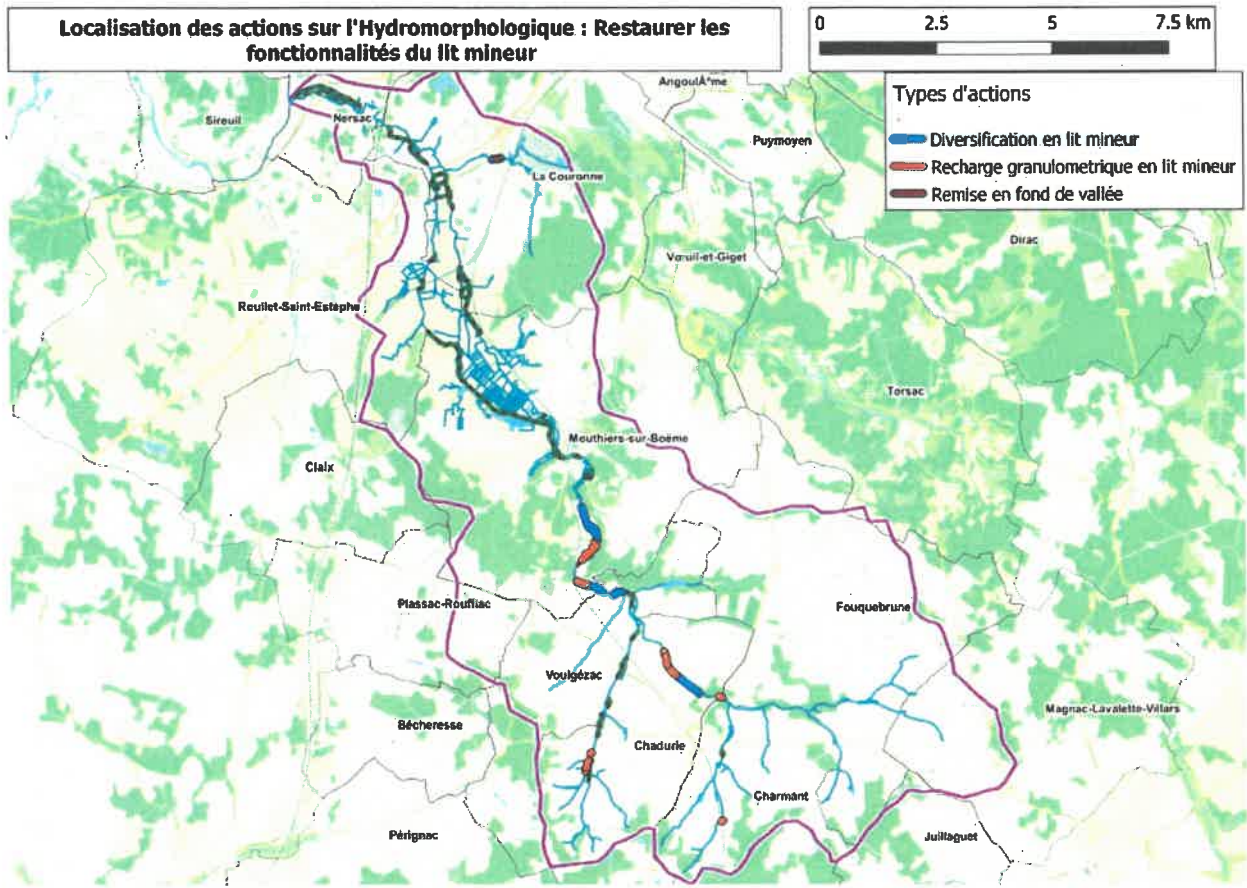 Localisation des actions sur l'Hydromorphologique : Restaurer les
fonctionnalités du lit mineur
0 2.5 5 7.5 km
Types d'actions
Diversification en lit mineur
Recharge granulometrique en lit mineur
Remise en fond de vallée
AngoulÂªme
Sireuil
Nersac
Puymoyen
La Couronne
Dirac
Vœuil-et-Giget
Roullet-Saint-Estèphe
Torsac
Mouthiers-sur-Boëme
Claix
Plassac-Rouffiac
Fouquebrune
Voulgézac
Magnac-Lavalette-Villars
Bécheresse
Chadurie
Charmant
Pérignac
Juillaguet